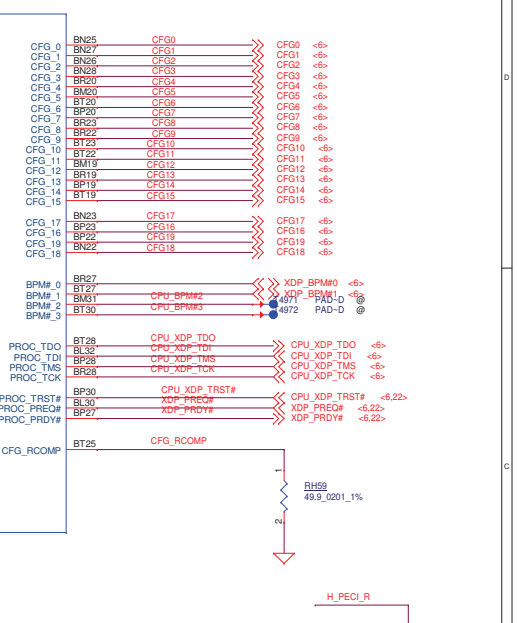 CFG_0 BN25 CFG0 CFG0 <6>
CFG_1 BN27 CFG1 CFG1 <6>
CFG_2 BN26 CFG2 CFG2 <6>
CFG_3 BN28 CFG3 CFG3 <6>
CFG_4 BR20 CFG4 CFG4 <6>
CFG_5 BM20 CFG5 CFG5 <6>
CFG_6 BT20 CFG6 CFG6 <6>
CFG_7 BP20 CFG7 CFG7 <6>
CFG_8 BR23 CFG8 CFG8 <6>
CFG_9 BR22 CFG9 CFG9 <6>
CFG_10 BT23 CFG10 CFG10 <6>
CFG_11 BT22 CFG11 CFG11 <6>
CFG_12 BM19 CFG12 CFG12 <6>
CFG_13 BR19 CFG13 CFG13 <6>
CFG_14 BP19 CFG14 CFG14 <6>
CFG_15 BT19 CFG15 CFG15 <6>
CFG_17 BN23 CFG17 CFG17 <6>
CFG_16 BP23 CFG16 CFG16 <6>
CFG_19 BP22 CFG19 CFG19 <6>
CFG_18 BN22 CFG18 CFG18 <6>
BPM#_0 BR27 XDP_BPM#0 <6>
BPM#_1 BT27 XDP_BPM#1 <6>
BPM#_2 BM31 CPU_BPM#2 4971 PAD~D @
BPM#_3 BT30 CPU_BPM#3 4972 PAD~D @
PROC_TDO BT28 CPU_XDP_TDO CPU_XDP_TDO <6>
PROC_TDI BL32 CPU_XDP_TDI CPU_XDP_TDI <6>
PROC_TMS BP28 CPU_XDP_TMS CPU_XDP_TMS <6>
PROC_TCK BR28 CPU_XDP_TCK CPU_XDP_TCK <6>
PROC_TRST# BP30 CPU_XDP_TRST# CPU_XDP_TRST# <6,22>
PROC_PREQ# BL30 XDP_PREQ# XDP_PREQ# <6,22>
PROC_PRDY# BP27 XDP_PRDY# XDP_PRDY# <6,22>
CFG_RCOMP BT25 CFG_RCOMP
1
RH59
49.9_0201_1%
2
H_PECI_R
D
C